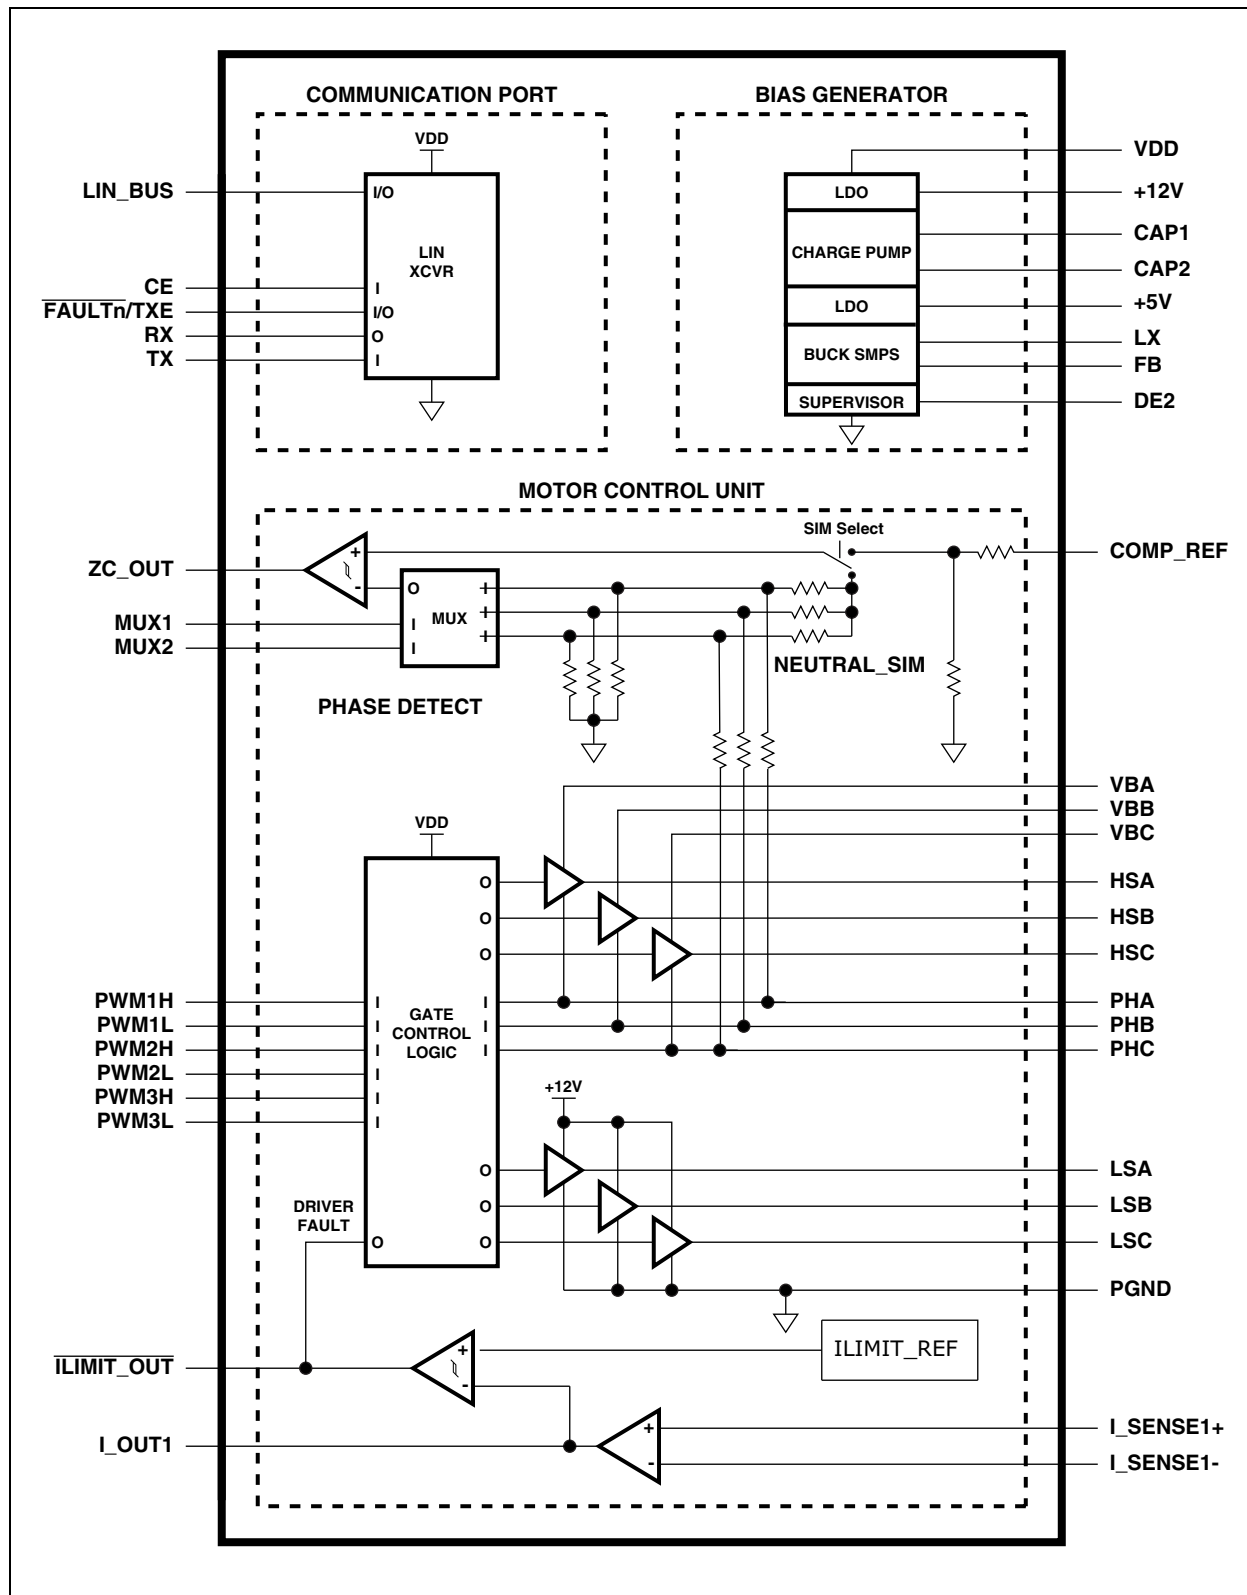 COMMUNICATION PORT
BIAS GENERATOR
VDD
LIN_BUS
I/O
LIN
XCVR
CE
I
FAULTn/TXE
I/O
RX
O
TX
I
VDD
LDO
+12V
CHARGE PUMP
CAP1
CAP2
LDO
+5V
BUCK SMPS
LX
FB
SUPERVISOR
DE2
MOTOR CONTROL UNIT
SIM Select
COMP_REF
ZC_OUT
+
-
O
MUX
I
I
I
MUX1
I
MUX2
I
NEUTRAL_SIM
PHASE DETECT
VBA
VBB
VBC
VDD
O
HSA
O
HSB
O
HSC
PWM1H
I
PWM1L
I
PWM2H
I
PWM2L
I
PWM3H
I
PWM3L
I
GATE
CONTROL
LOGIC
I
PHA
I
PHB
I
PHC
+12V
O
LSA
O
LSB
O
LSC
DRIVER
FAULT
O
PGND
ILIMIT_OUT
+
-
ILIMIT_REF
I_OUT1
+
-
I_SENSE1+
I_SENSE1-